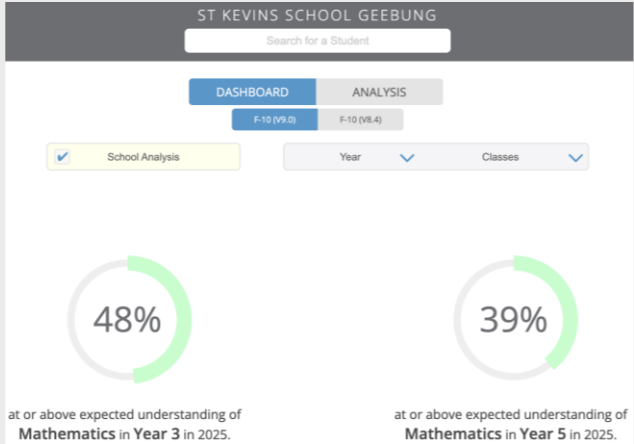 ST KEVINS SCHOOL GEEBUNG
Search for a Student
DASHBOARD ANALYSIS
F-10 (V9.0) F-10 (V8.4)
School Analysis Year Classes
48% 39%
at or above expected understanding of
Mathematics in Year 3 in 2025.
at or above expected understanding of
Mathematics in Year 5 in 2025.